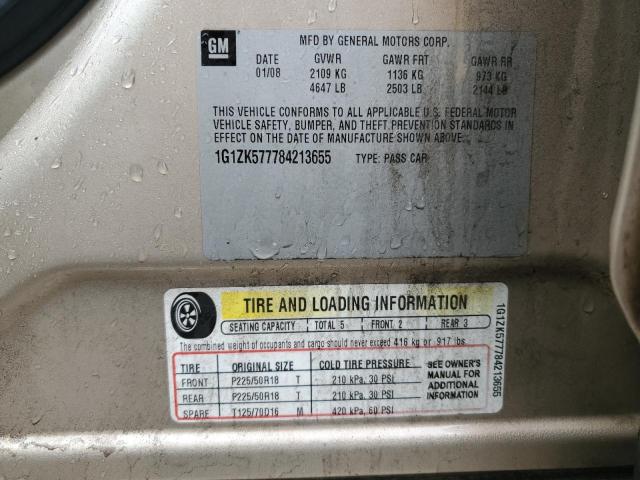 GM
MFD BY GENERAL MOTORS CORP.
DATE GVWR GAWR FRT GAWR RR
01/08 2109 KG 1136 KG 973 KG
4647 LB 2503 LB 2144 LB
THIS VEHICLE CONFORMS TO ALL APPLICABLE U.S. FEDERAL MOTOR
VEHICLE SAFETY, BUMPER, AND THEFT PREVENTION STANDARDS IN
EFFECT ON THE DATE OF MANUFACTURE SHOWN ABOVE.
1G1ZK577784213655 TYPE: PASS CAR
TIRE AND LOADING INFORMATION
SEATING CAPACITY TOTAL 5 FRONT 2 REAR 3
The combined weight of occupants and cargo should never exceed 416 kg or 917 lbs.
TIRE ORIGINAL SIZE COLD TIRE PRESSURE
FRONT P225/50R18 T 210 kPa, 30 PSI
REAR P225/50R18 T 210 kPa, 30 PSI
SPARE T125/70D16 M 420 kPa, 60 PSI
SEE OWNER'S
MANUAL FOR
ADDITIONAL
INFORMATION
1G1ZK577784213655